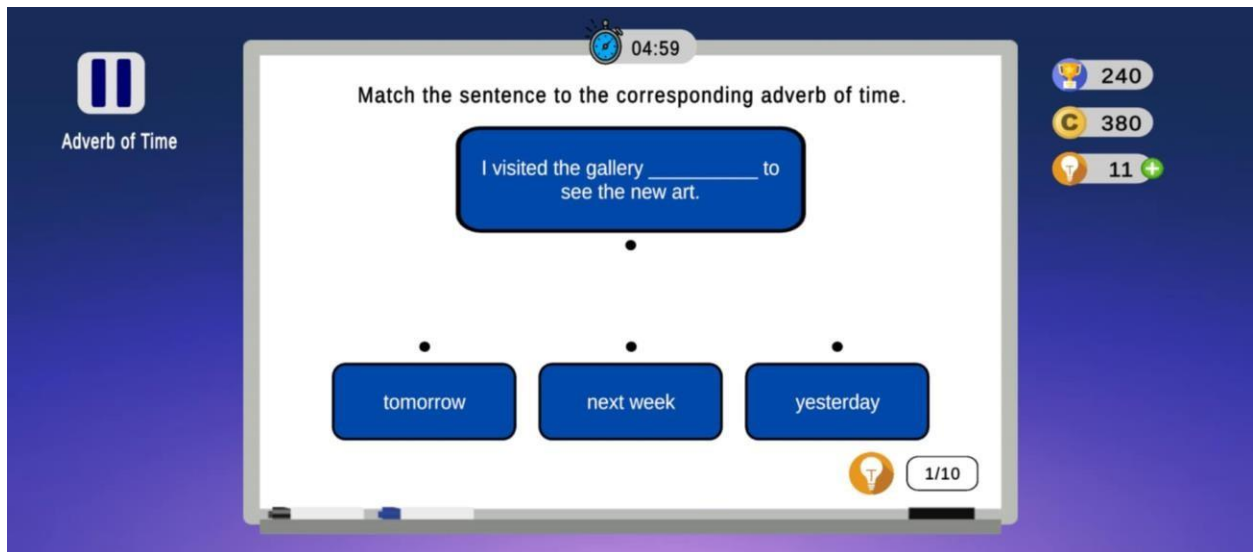 04:59
Adverb of Time
240
C 380
T 11 +
Match the sentence to the corresponding adverb of time.
I visited the gallery __________ to
see the new art.
tomorrow
next week
yesterday
T 1/10